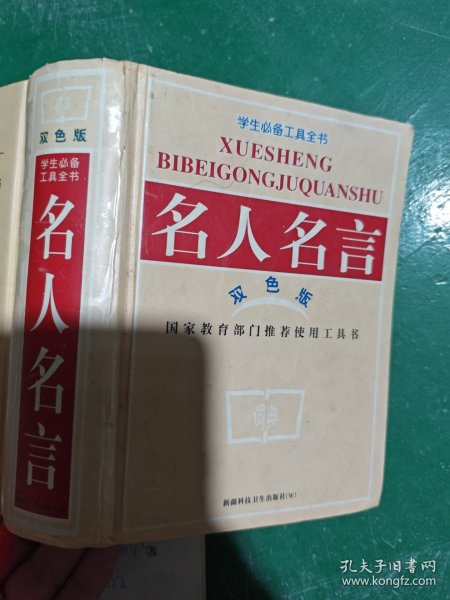 双色版
学生必备
工具全书
名人名言
学生必备工具全书
XUESHENG
BIBEIGONGJUQUANSHU
名人名言
双色版
国家教育部门推荐使用工具书
词典
新疆科技卫生出版社(W)
孔夫子旧书网
www.kongfz.com